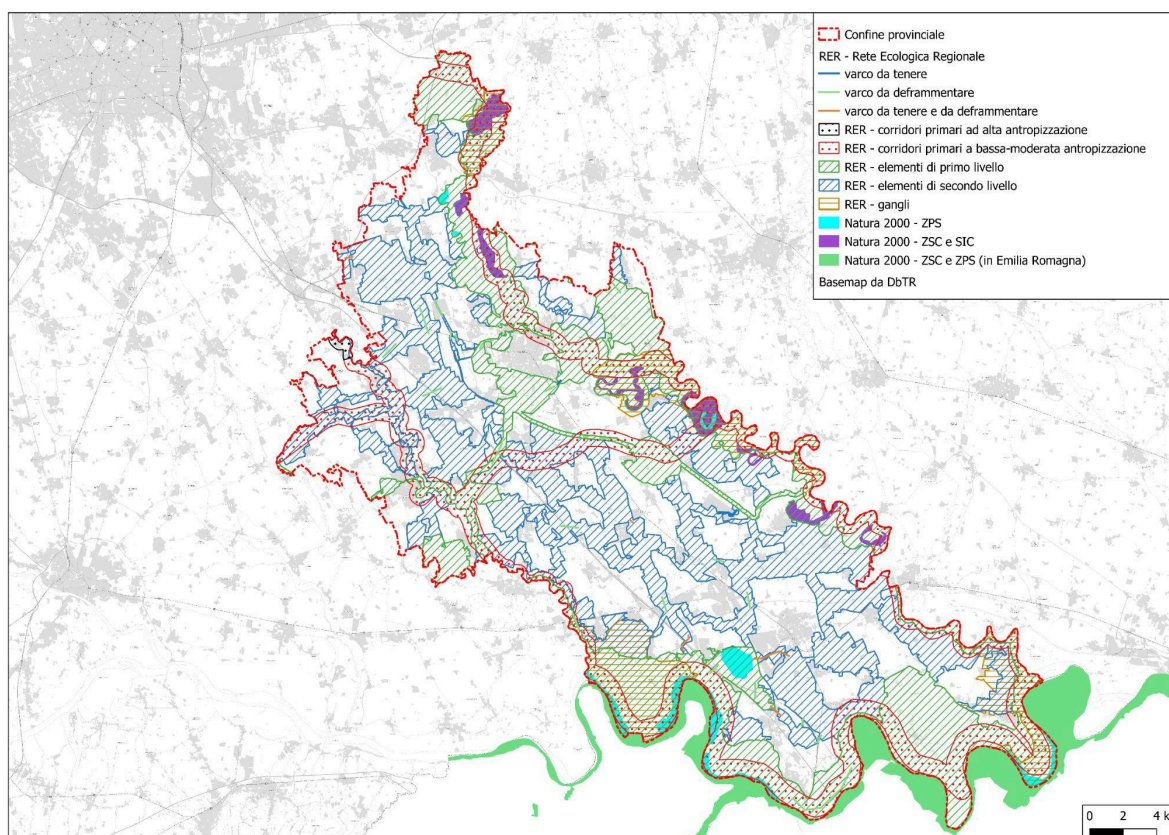 Confine provinciale
RER - Rete Ecologica Regionale
varco da tenere
varco da deframmentare
varco da tenere e da deframmentare
RER - corridori primari ad alta antropizzazione
RER - corridori primari a bassa-moderata antropizzazione
RER - elementi di primo livello
RER - elementi di secondo livello
RER - gangli
Natura 2000 - ZPS
Natura 2000 - ZSC e SIC
Natura 2000 - ZSC e ZPS (in Emilia Romagna)
Basemap da DbTR
0 2 4 k